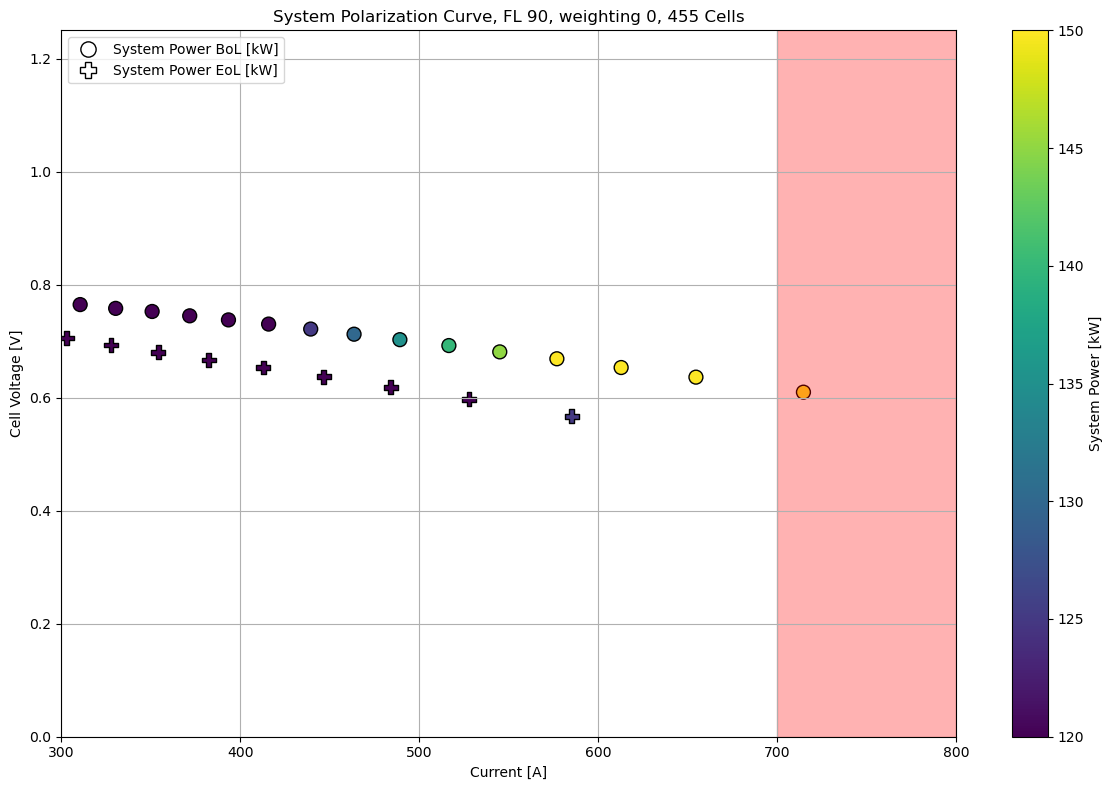 System Polarization Curve, FL 90, weighting 0, 455 Cells
System Power BoL [kW]
System Power EoL [kW]
1.2
1.0
0.8
0.6
0.4
0.2
0.0
Cell Voltage [V]
300 400 500 600 700 800
Current [A]
150
145
140
135
130
125
120
System Power [kW]